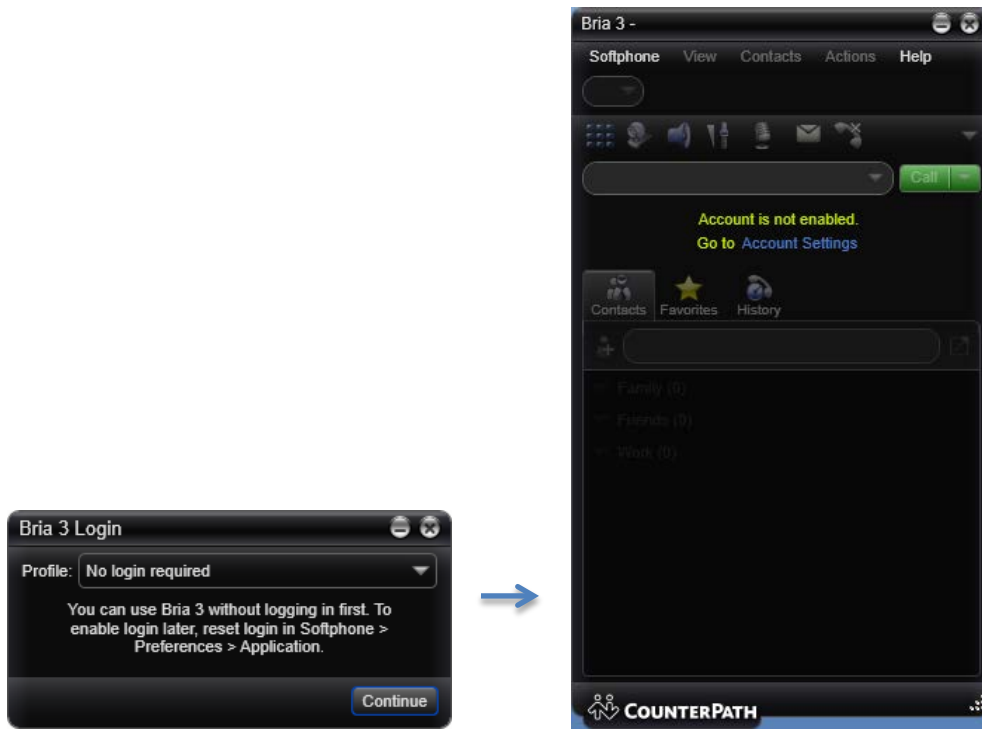 Bria 3 Login
Profile: No login required
You can use Bria 3 without logging in first. To
enable login later, reset login in Softphone >
Preferences > Application.
Continue
Bria 3 -
Softphone View Contacts Actions Help
Call
Account is not enabled.
Go to Account Settings
Contacts Favorites History
Family (0)
Friends (0)
Work (0)
COUNTERPATH